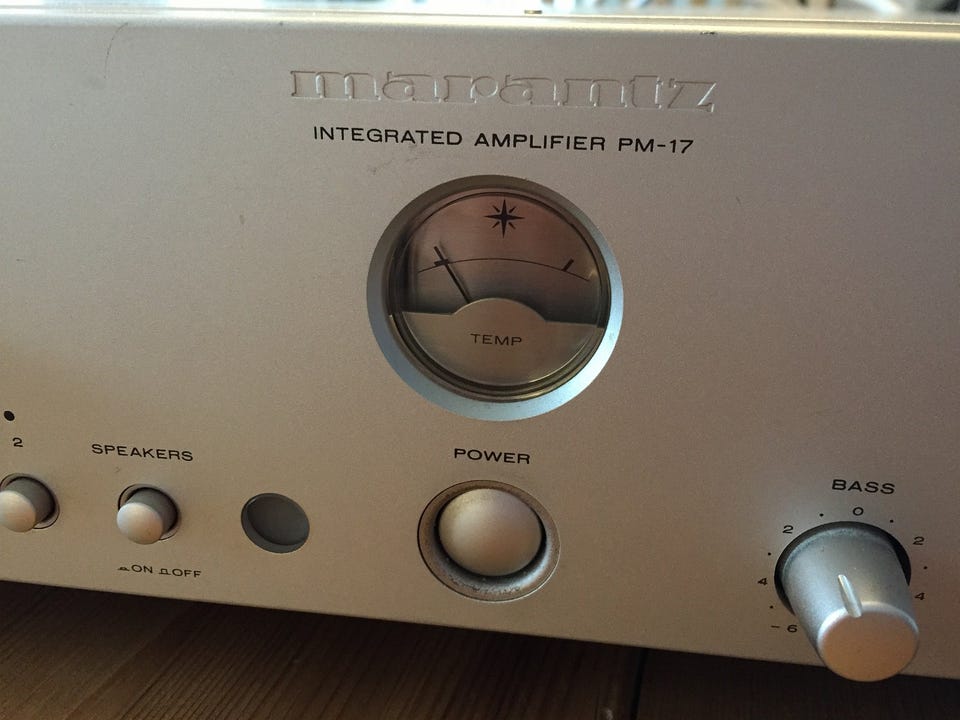 marantz
INTEGRATED AMPLIFIER PM-17
TEMP
2
SPEAKERS
ON OFF
POWER
BASS
0
2 2
4 4
- 6